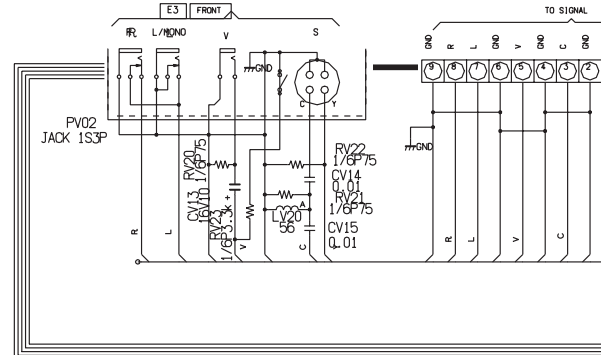 E3 FRONT
TO SIGNAL
R L/MONO V S
GND
C Y
PV02
JACK 1S3P
RV20
1/6P75
CV13
16V10
RV23
1/6P3.3k
+
RV22
1/6P75
CV14
0.01
RV21
1/6P75
LV20
56
A
CV15
0.01
R
L
V
C
GND R L GND V GND C GND
9 8 7 6 5 4 3 2
GND
R
L
V
C